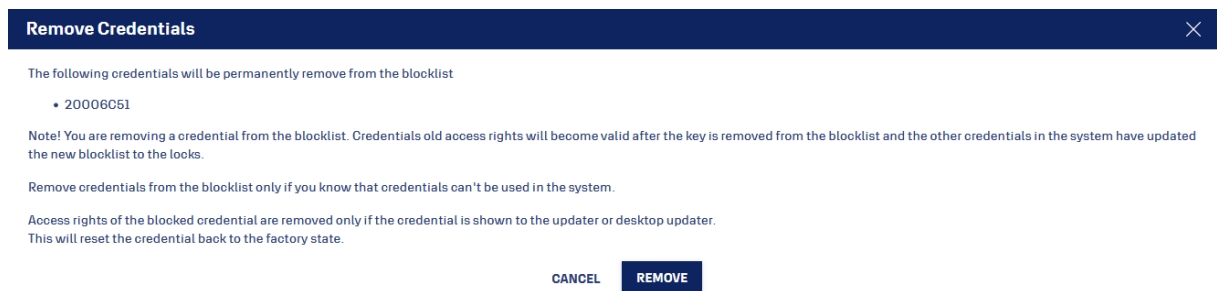 Remove Credentials
The following credentials will be permanently remove from the blocklist
• 20006C51
Note! You are removing a credential from the blocklist. Credentials old access rights will become valid after the key is removed from the blocklist and the other credentials in the system have updated
the new blocklist to the locks.
Remove credentials from the blocklist only if you know that credentials can't be used in the system.
Access rights of the blocked credential are removed only if the credential is shown to the updater or desktop updater.
This will reset the credential back to the factory state.
CANCEL REMOVE